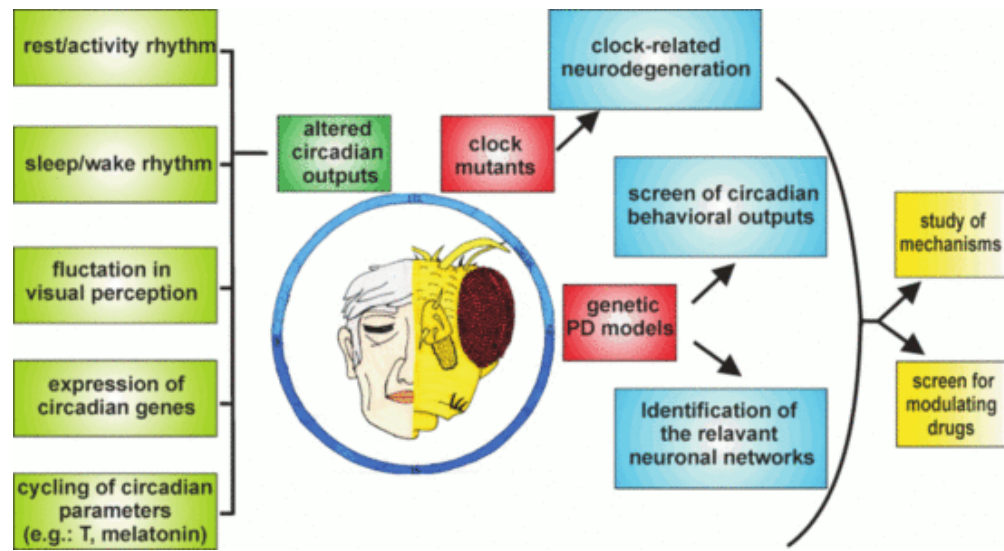 rest/activity rhythm
sleep/wake rhythm
fluctation in
visual perception
expression of
circadian genes
cycling of circadian
parameters
(e.g.: T, melatonin)
altered
circadian
outputs
clock
mutants
clock-related
neurodegeneration
screen of circadian
behavioral outputs
genetic
PD models
Identification of
the relavant
neuronal networks
study of
mechanisms
screen for
modulating
drugs